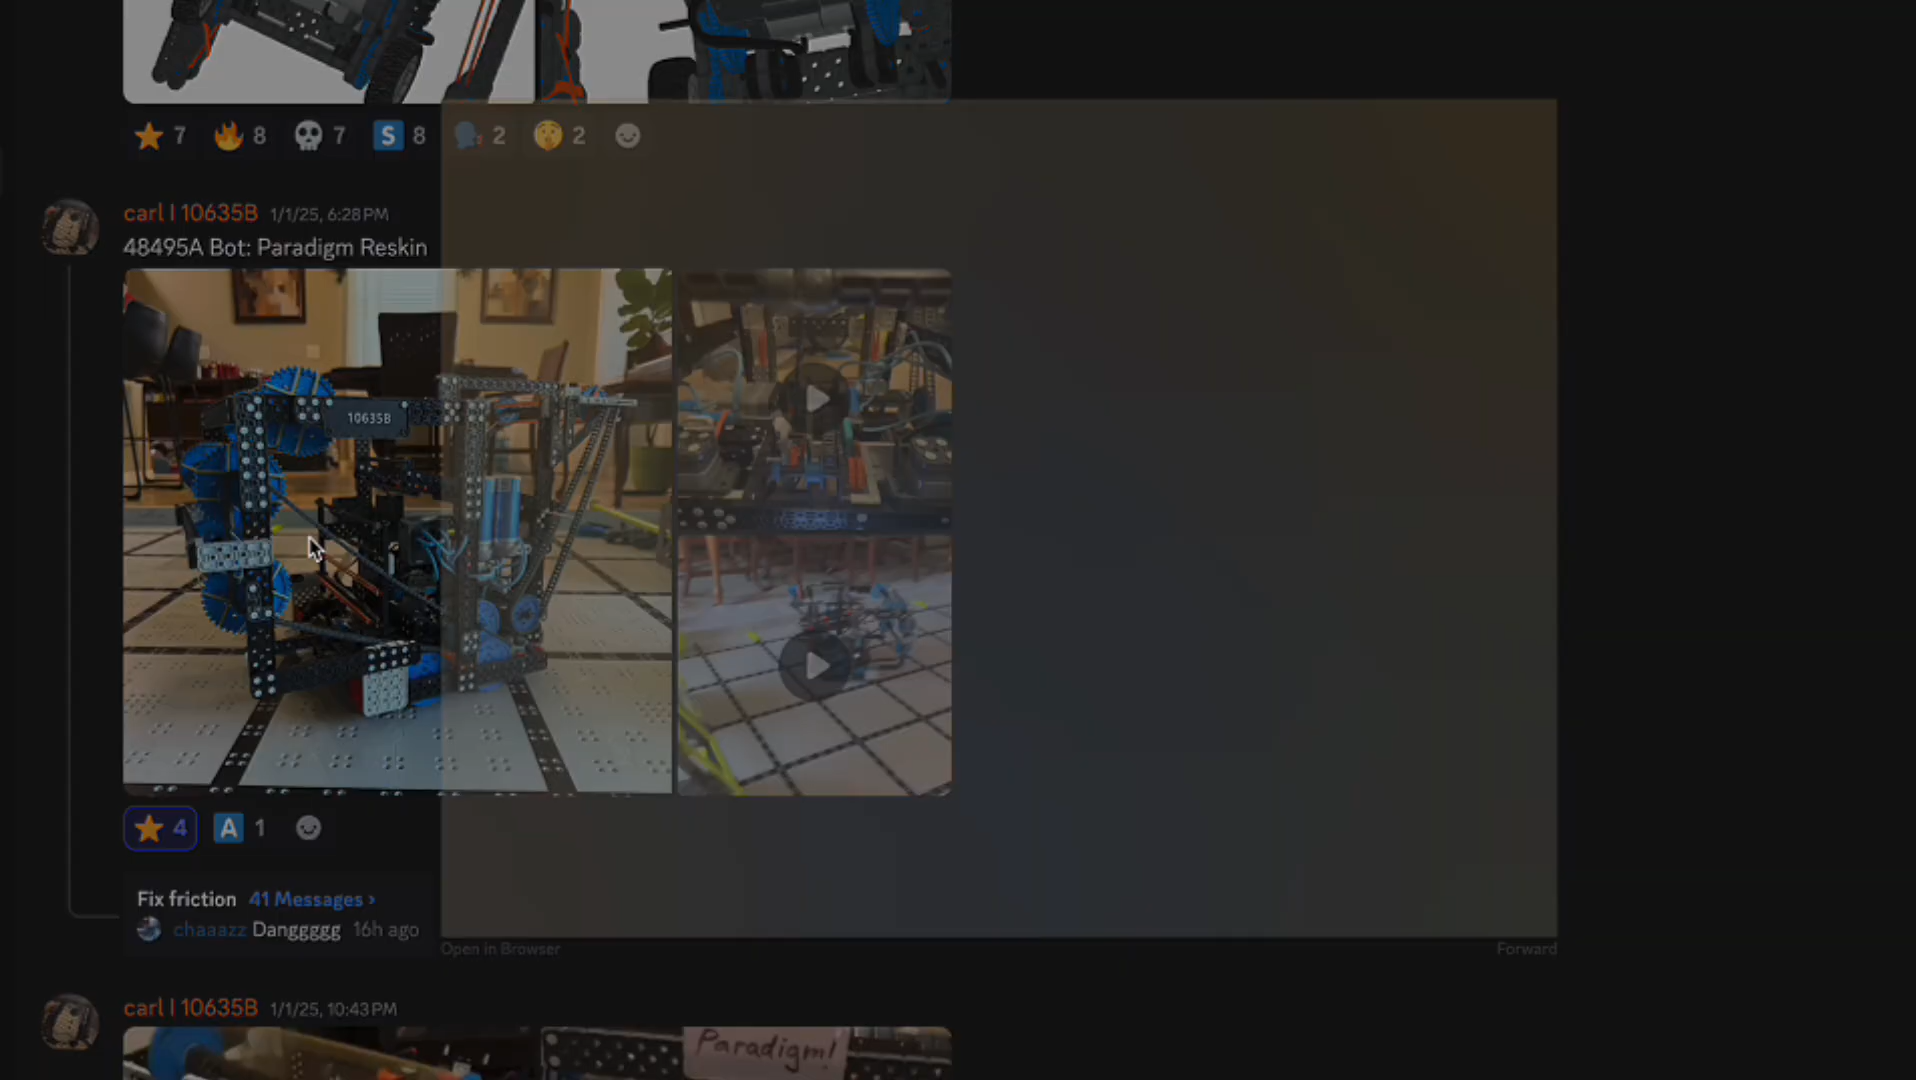 7 8 7 S 8 2 2
carl | 10635B 1/1/25, 6:28 PM
48495A Bot: Paradigm Reskin
10635B
4 A 1
Fix friction 41 Messages ›
chaaazz Danggggg 16h ago
Open in Browser Forward
carl | 10635B 1/1/25, 10:43 PM
Paradigm!